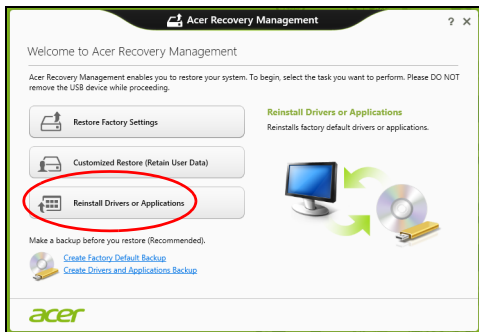 Acer Recovery Management
? X
Welcome to Acer Recovery Management
Acer Recovery Management enables you to restore your system. To begin, select the task you want to perform. Please DO NOT
remove the USB device while proceeding.
Restore Factory Settings
Customized Restore (Retain User Data)
Reinstall Drivers or Applications
Reinstall Drivers or Applications
Reinstalls factory default drivers or applications.
Make a backup before you restore (Recommended).
Create Factory Default Backup
Create Drivers and Applications Backup
acer